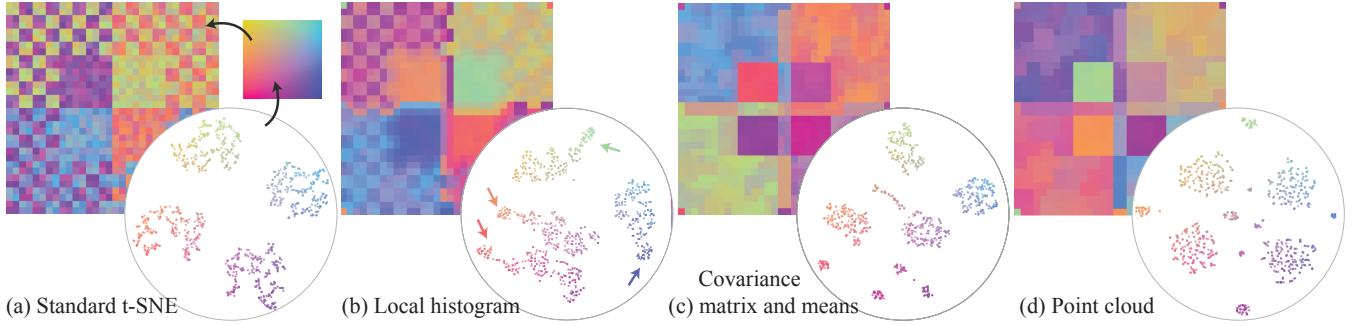 (a) Standard t-SNE
(b) Local histogram
Covariance
(c) matrix and means
(d) Point cloud